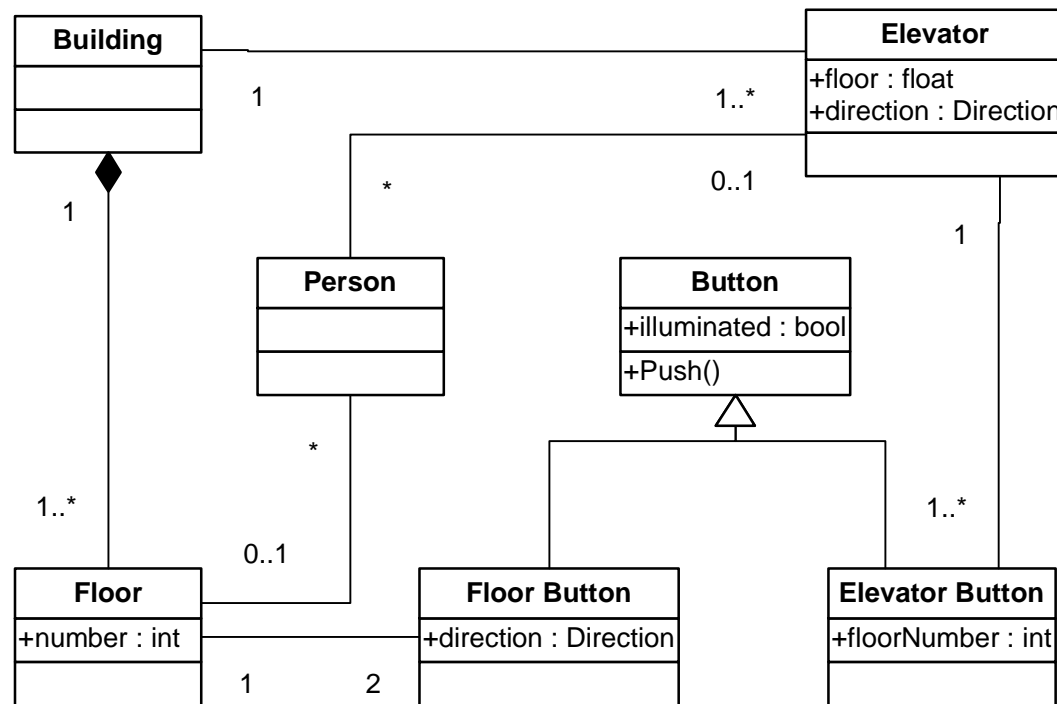 Building
Elevator
+floor : float
+direction : Direction
1
1..*
*
0..1
1
1
Person
Button
+illuminated : bool
+Push()
*
1..*
0..1
1..*
Floor
+number : int
Floor Button
+direction : Direction
Elevator Button
+floorNumber : int
1
2